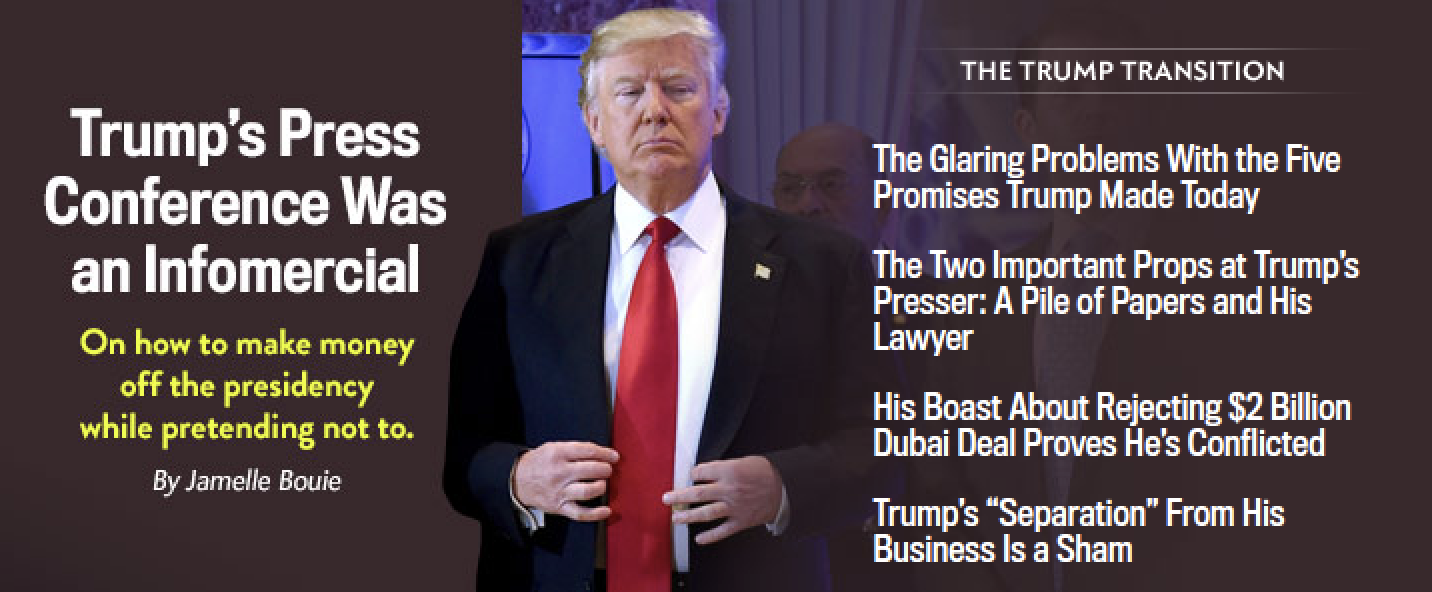 Trump’s Press
Conference Was
an Infomercial
On how to make money
off the presidency
while pretending not to.
By Jamelle Bouie
THE TRUMP TRANSITION
The Glaring Problems With the Five
Promises Trump Made Today
The Two Important Props at Trump’s
Presser: A Pile of Papers and His
Lawyer
His Boast About Rejecting $2 Billion
Dubai Deal Proves He’s Conflicted
Trump’s “Separation” From His
Business Is a Sham